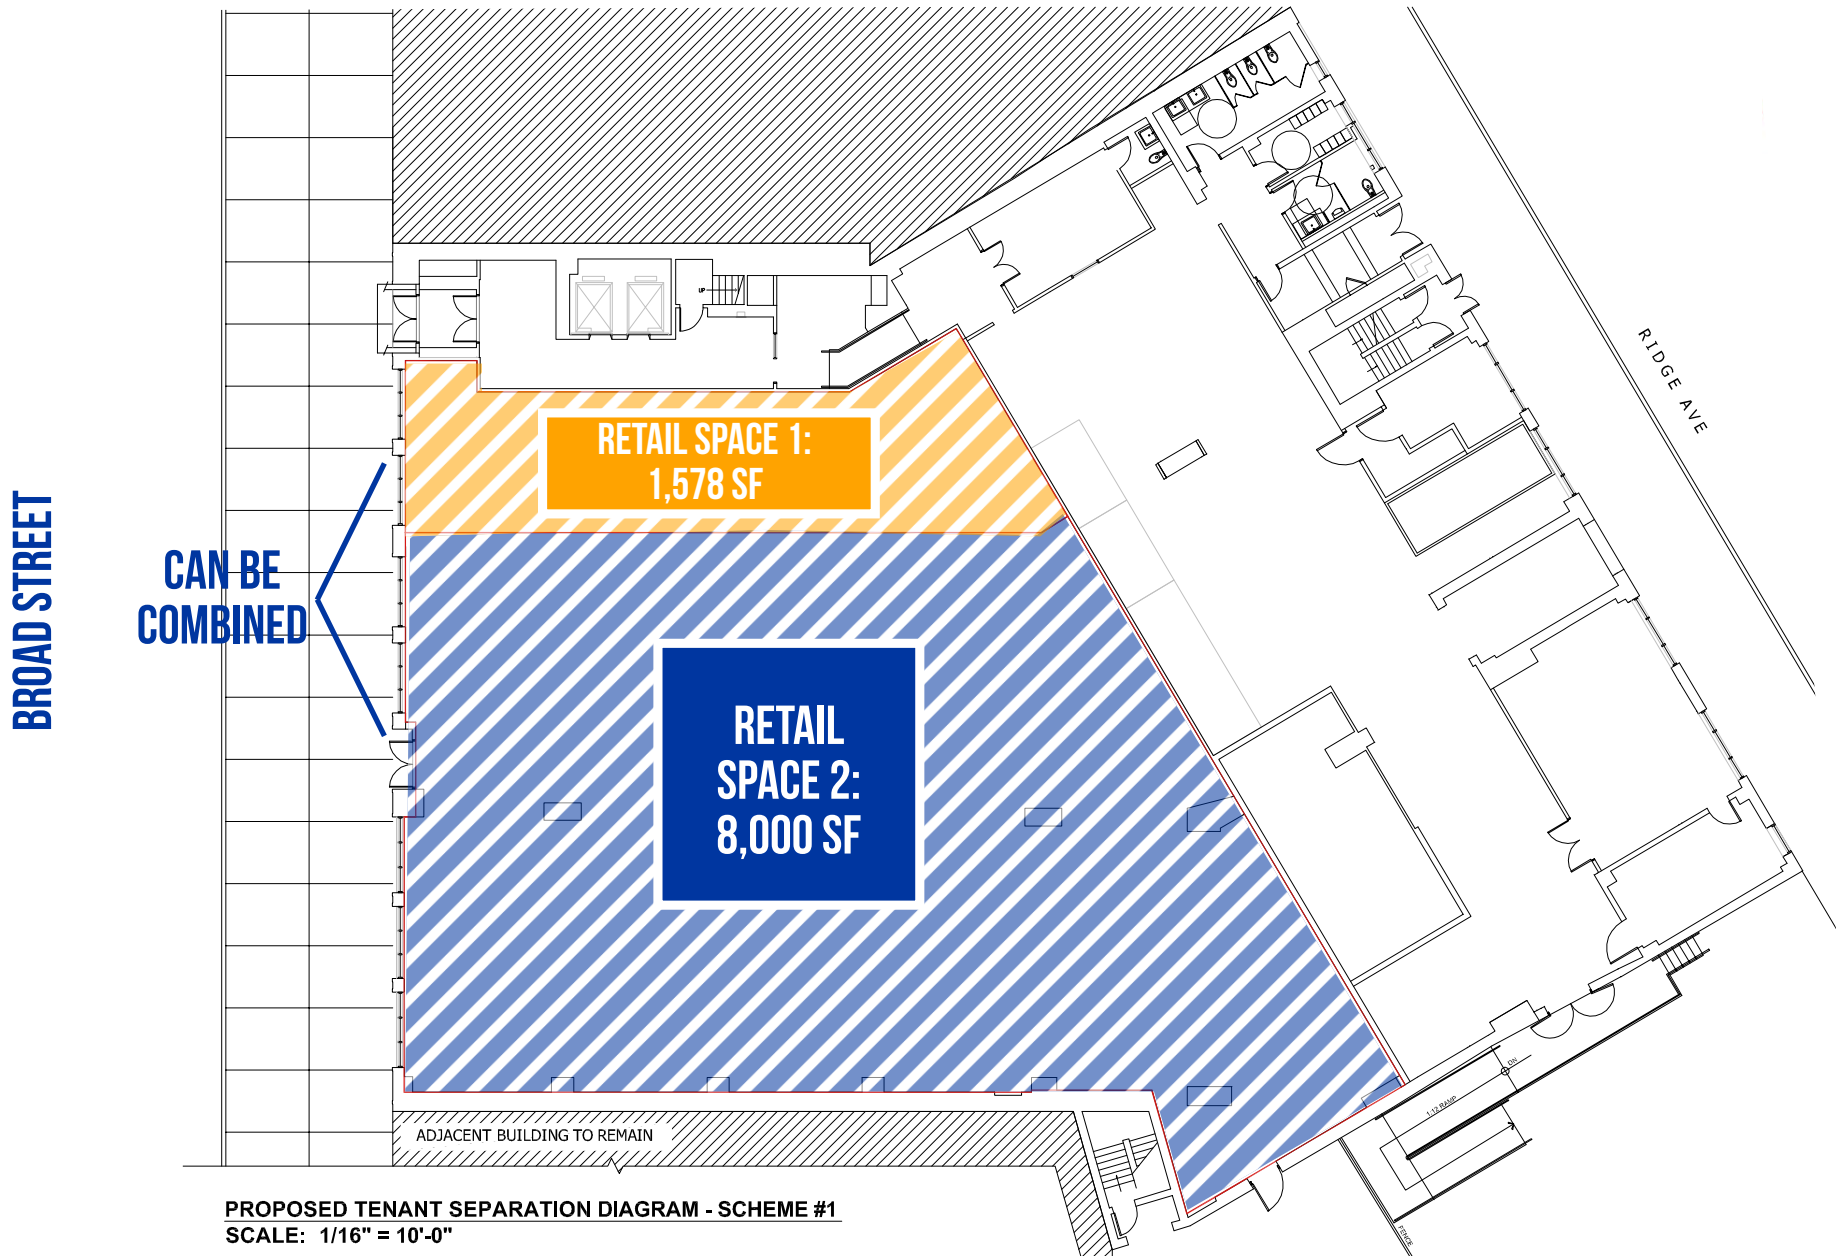 UP
RIDGE AVE
RETAIL SPACE 1:
1,578 SF
BROAD STREET
CAN BE
COMBINED
RETAIL
SPACE 2:
8,000 SF
DN
1:12 RAMP
ADJACENT BUILDING TO REMAIN
FENCE
PROPOSED TENANT SEPARATION DIAGRAM - SCHEME #1
SCALE: 1/16" = 10'-0"